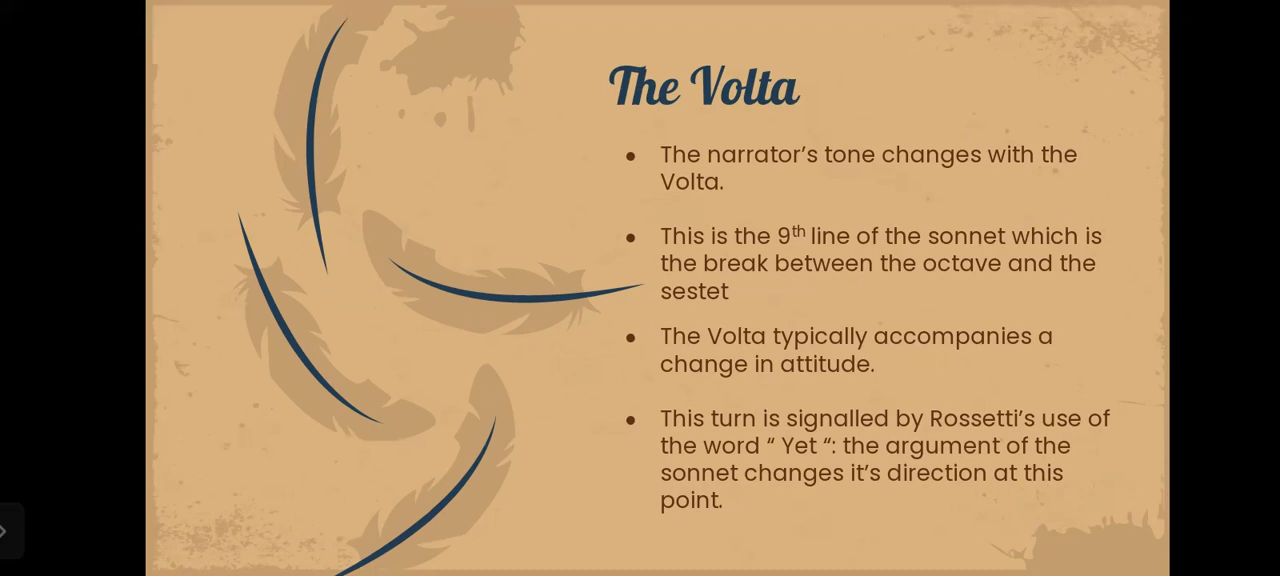 The Volta
• The narrator’s tone changes with the
Volta.
• This is the 9th line of the sonnet which is
the break between the octave and the
sestet
• The Volta typically accompanies a
change in attitude.
• This turn is signalled by Rossetti’s use of
the word “ Yet “: the argument of the
sonnet changes it’s direction at this
point.